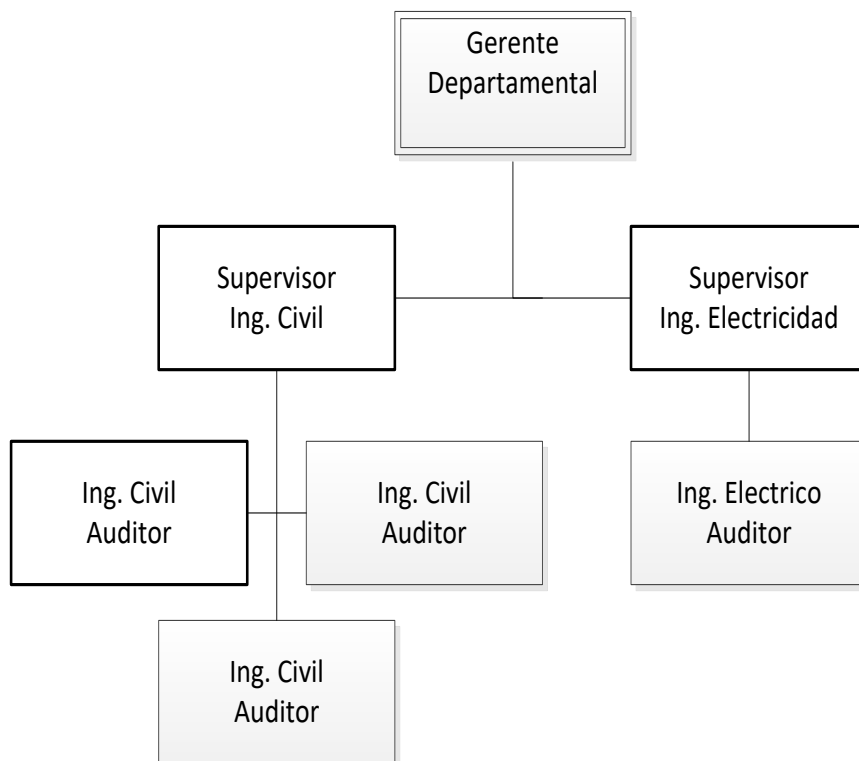 Gerente
Departamental
Supervisor
Ing. Civil
Supervisor
Ing. Electricidad
Ing. Civil
Auditor
Ing. Civil
Auditor
Ing. Electrico
Auditor
Ing. Civil
Auditor